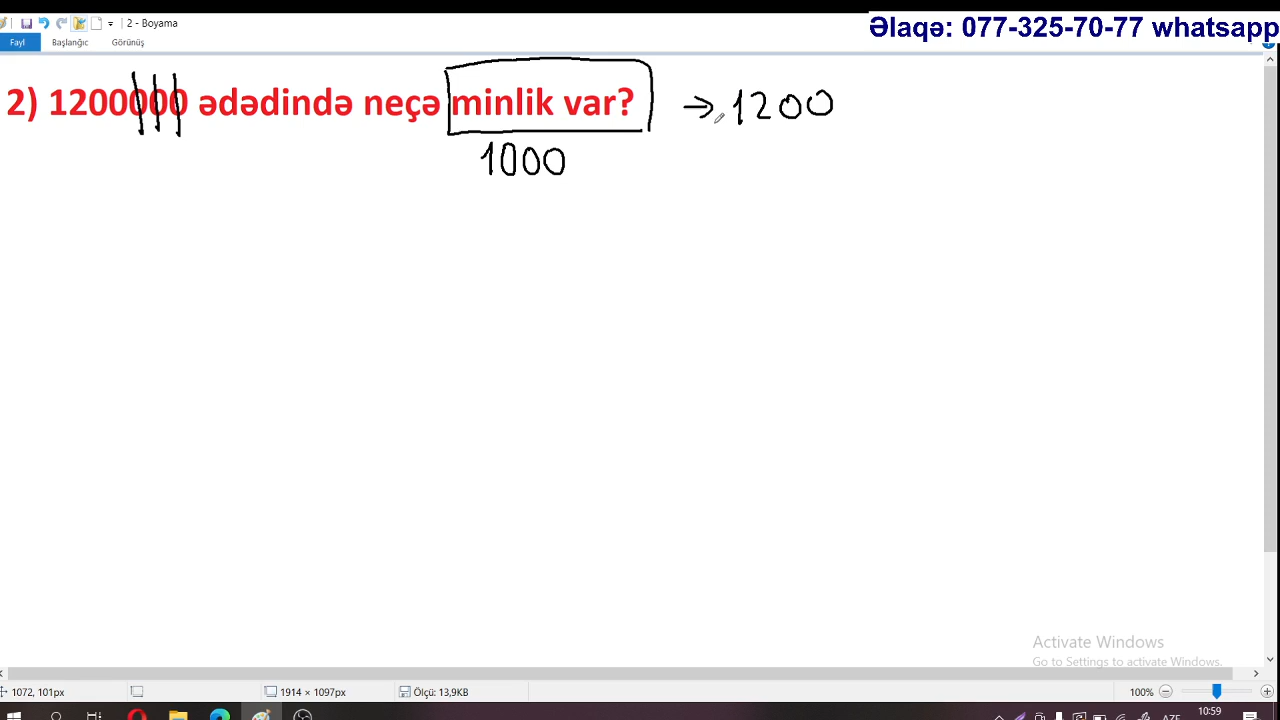 2 - Boyama
Əlaqə: 077-325-70-77 whatsapp
Fayl Başlanğıc Görünüş
2) 1200000 ədədində neçə minlik var? → 1200
1000
Activate Windows
Go to Settings to activate Windows.
1072, 101px 1914 × 1097px Ölçü: 13,9KB 100%
10:59
AZE